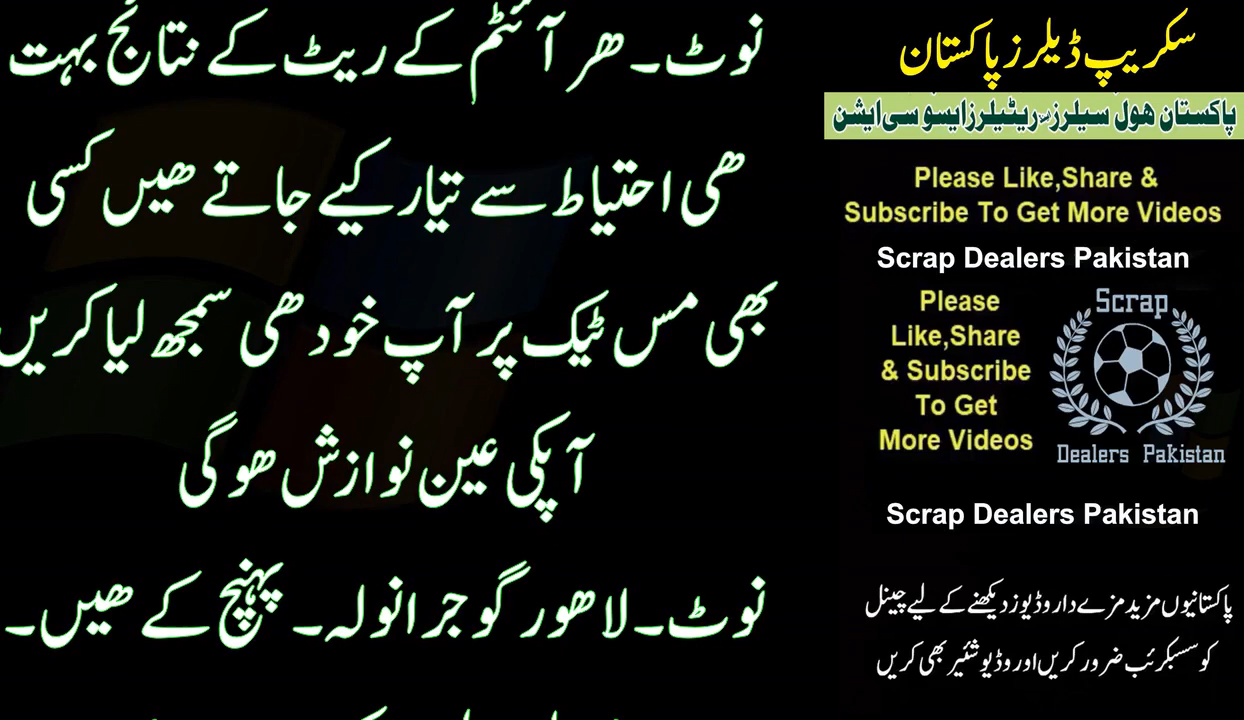 نوٹ۔ ھر آئٹم کے ریٹ کے نتائج بہت
ھی احتیاط سے تیار کیے جاتے ھیں کسی
بھی مس ٹیک پر آپ خود ھی سمجھ لیا کریں
آپکی عین نوازش ھوگی
نوٹ۔ لاھور گوجرانولہ۔ پہنچ کے ھیں۔
سکریپ ڈیلرز پاکستان
پاکستان ھول سیلرز ریٹیلرز ایسو سی ایشن
Please Like,Share &
Subscribe To Get More Videos
Scrap Dealers Pakistan
Please
Like,Share
& Subscribe
To Get
More Videos
Scrap
Dealers Pakistan
Scrap Dealers Pakistan
پاکستانیوں مزید مزے دار وڈیوز دیکھنے کے لیے چینل
کو سسبکرئب ضرور کریں اور وڈیو شئیر بھی کریں